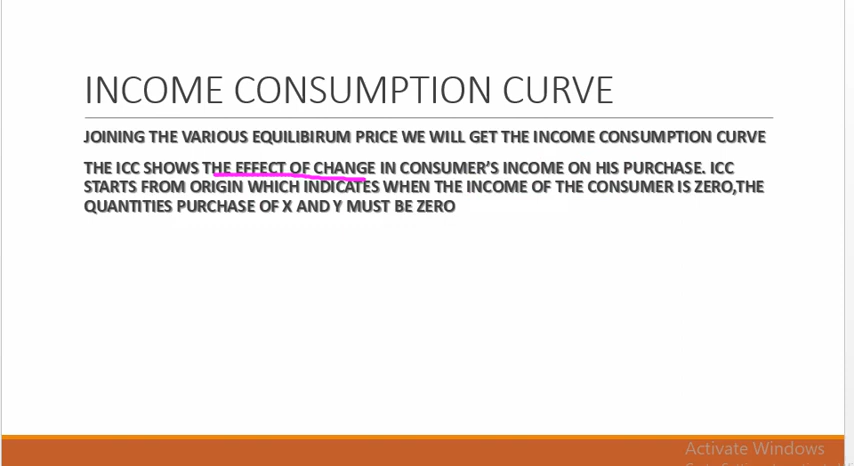 INCOME CONSUMPTION CURVE
JOINING THE VARIOUS EQUILIBIRUM PRICE WE WILL GET THE INCOME CONSUMPTION CURVE
THE ICC SHOWS THE EFFECT OF CHANGE IN CONSUMER'S INCOME ON HIS PURCHASE. ICC
STARTS FROM ORIGIN WHICH INDICATES WHEN THE INCOME OF THE CONSUMER IS ZERO,THE
QUANTITIES PURCHASE OF X AND Y MUST BE ZERO
Activate Windows